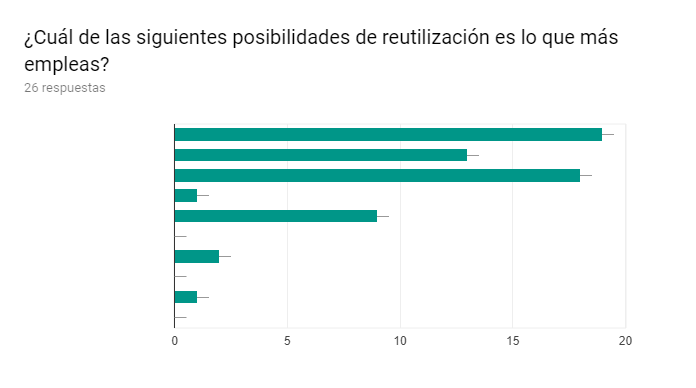 ¿Cuál de las siguientes posibilidades de reutilización es lo que más
empleas?
26 respuestas
0 5 10 15 20